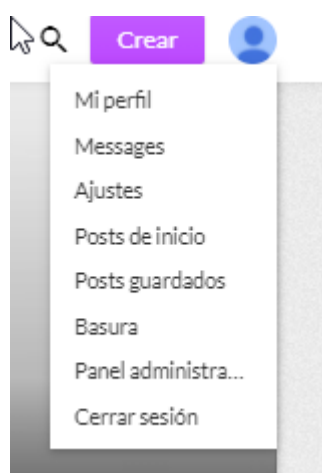 Crear
Mi perfil
Messages
Ajustes
Posts de inicio
Posts guardados
Basura
Panel administra...
Cerrar sesión